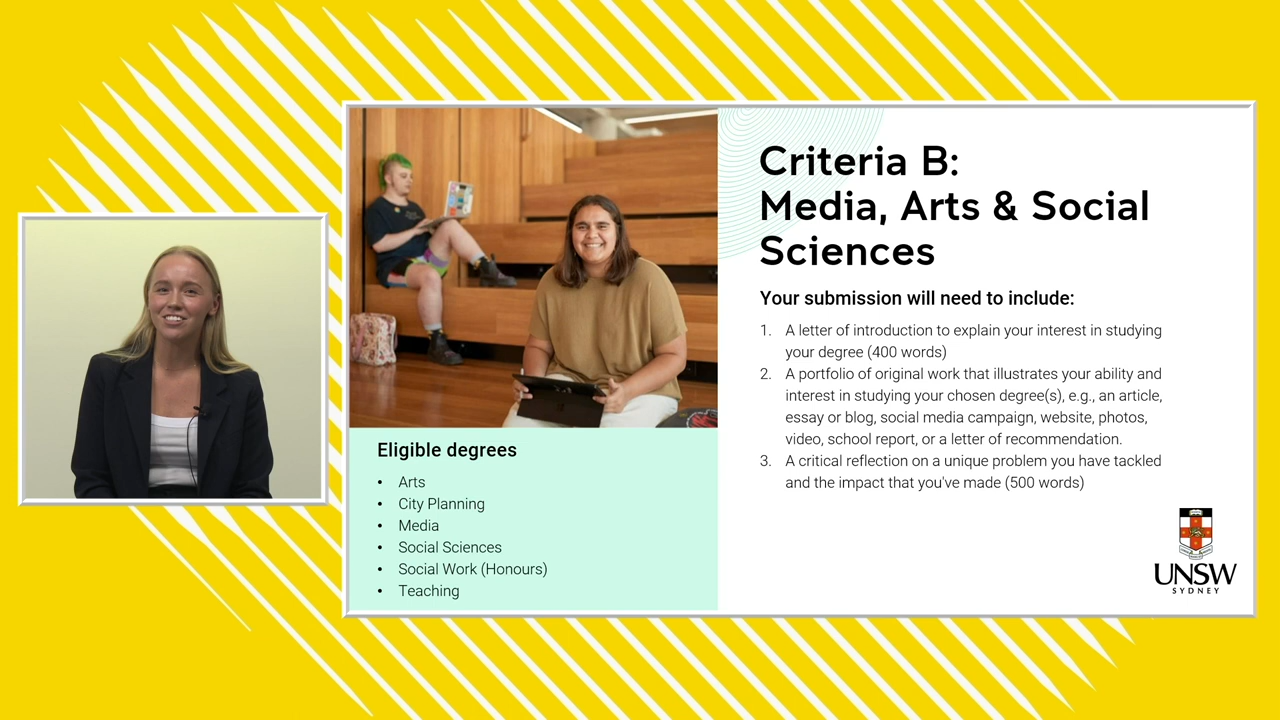 Criteria B:
Media, Arts & Social
Sciences
Your submission will need to include:
1. A letter of introduction to explain your interest in studying
your degree (400 words)
2. A portfolio of original work that illustrates your ability and
interest in studying your chosen degree(s), e.g., an article,
essay or blog, social media campaign, website, photos,
video, school report, or a letter of recommendation.
3. A critical reflection on a unique problem you have tackled
and the impact that you've made (500 words)
Eligible degrees
• Arts
• City Planning
• Media
• Social Sciences
• Social Work (Honours)
• Teaching
UNSW
SYDNEY